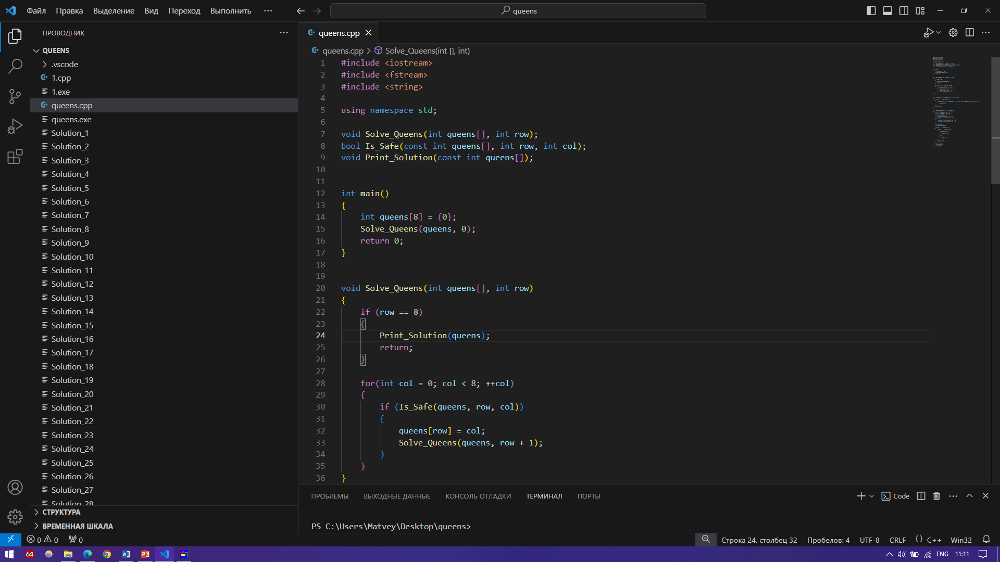 Файл Правка Выделение Вид Переход Выполнить ··· queens
ПРОВОДНИК
QUEENS
.vscode
1.cpp
1.exe
queens.cpp
queens.exe
Solution_1
Solution_2
Solution_3
Solution_4
Solution_5
Solution_6
Solution_7
Solution_8
Solution_9
Solution_10
Solution_11
Solution_12
Solution_13
Solution_14
Solution_15
Solution_16
Solution_17
Solution_18
Solution_19
Solution_20
Solution_21
Solution_22
Solution_23
Solution_24
Solution_25
Solution_26
Solution_27
Solution_28
СТРУКТУРА
ВРЕМЕННАЯ ШКАЛА
queens.cpp
queens.cpp > Solve_Queens(int [], int)
1 #include <iostream>
2 #include <fstream>
3 #include <string>
4
5 using namespace std;
6
7 void Solve_Queens(int queens[], int row);
8 bool Is_Safe(const int queens[], int row, int col);
9 void Print_Solution(const int queens[]);
10
11
12 int main()
13 {
14     int queens[8] = {0};
15     Solve_Queens(queens, 0);
16     return 0;
17 }
18
19
20 void Solve_Queens(int queens[], int row)
21 {
22     if (row == 8)
23     {
24         Print_Solution(queens);
25         return;
26     }
27
28     for(int col = 0; col < 8; ++col)
29     {
30         if (Is_Safe(queens, row, col))
31         {
32             queens[row] = col;
33             Solve_Queens(queens, row + 1);
34         }
35     }
36 }
ПРОБЛЕМЫ ВЫХОДНЫЕ ДАННЫЕ КОНСОЛЬ ОТЛАДКИ ТЕРМИНАЛ ПОРТЫ Code
PS C:\Users\Matvey\Desktop\queens>
0 0 0 Строка 24, столбец 32 Пробелов: 4 UTF-8 CRLF {} C++ Win32
64 ENG 11:11